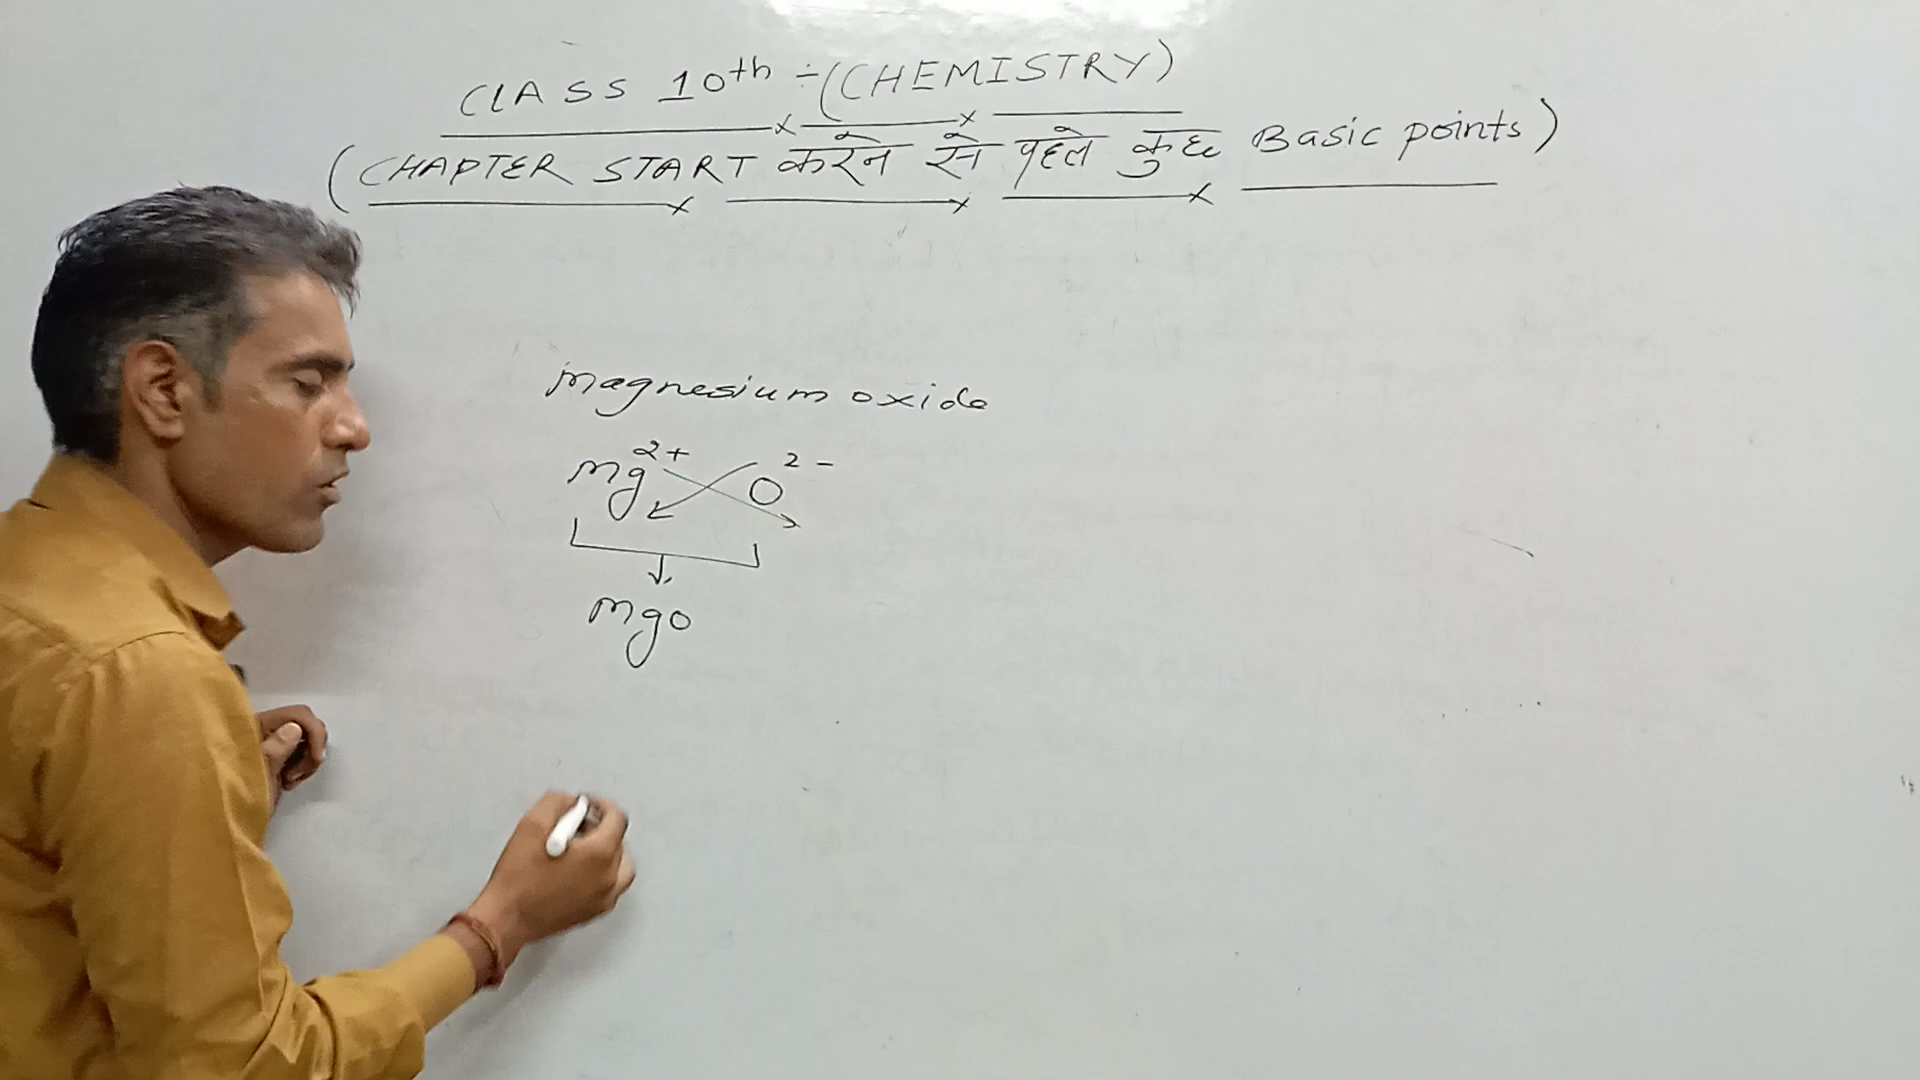 CLASS 10th ÷ (CHEMISTRY)
(CHAPTER START करने से पहले कुछ Basic points)
Magnesium oxide
Mg2+ O2-
MgO